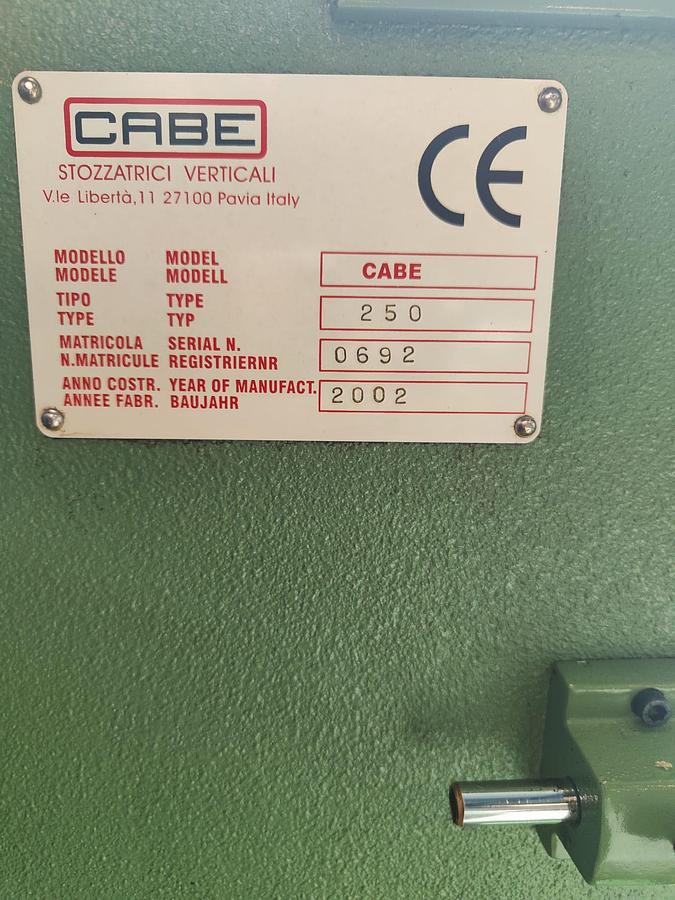 CABE
CE
STOZZATRICI VERTICALI
V.le Libertà,11 27100 Pavia Italy
MODELLO MODEL
MODELE MODELL
CABE
TIPO TYPE
TYPE TYP
250
MATRICOLA SERIAL N.
N.MATRICULE REGISTRIERNR
0692
ANNO COSTR. YEAR OF MANUFACT.
ANNEE FABR. BAUJAHR
2002